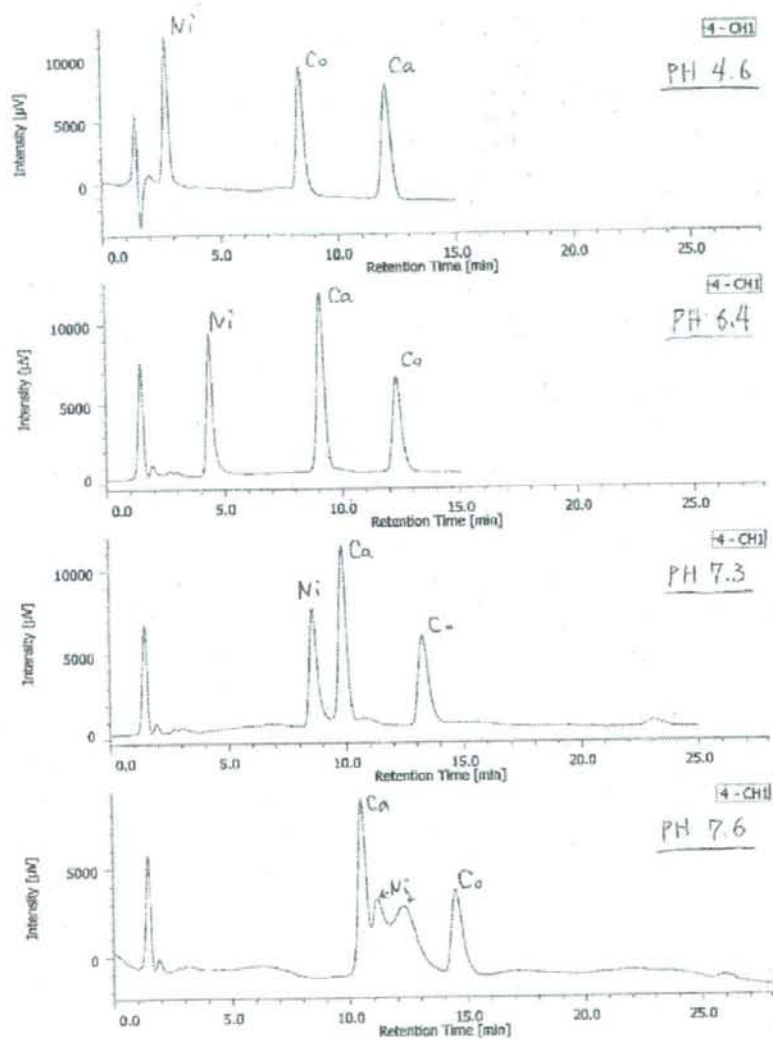 Ni
Co
Ca
4 - CH1
PH 4.6
Intensity [µV]
10000
5000
0
0.0 5.0 10.0 15.0 20.0 25.0
Retention Time [min]
Ni
Ca
Co
4 - CH1
PH 6.4
Intensity [µV]
10000
5000
0
0.0 5.0 10.0 15.0 20.0 25.0
Retention Time [min]
Ni
Ca
Co
4 - CH1
PH 7.3
Intensity [µV]
10000
5000
0
0.0 5.0 10.0 15.0 20.0 25.0
Retention Time [min]
Ca
Ni
Co
4 - CH1
PH 7.6
Intensity [µV]
5000
0
0.0 5.0 10.0 15.0 20.0 25.0
Retention Time [min]